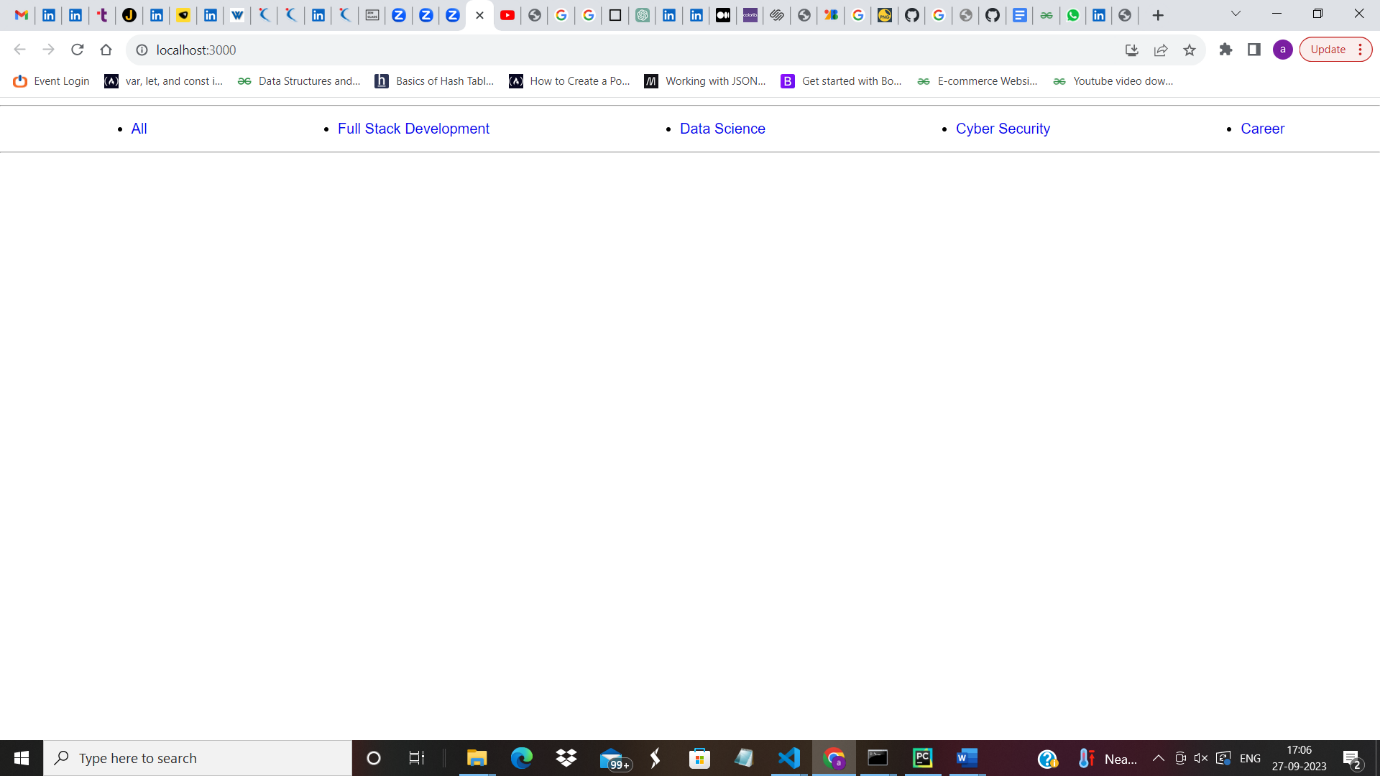 localhost:3000
a
Update
Event Login
var, let, and const i...
Data Structures and...
Basics of Hash Tabl...
How to Create a Po...
Working with JSON...
Get started with Bo...
E-commerce Websi...
Youtube video dow...
• All
• Full Stack Development
• Data Science
• Cyber Security
• Career
Type here to search
99+
Nea...
ENG
17:06
27-09-2023
2